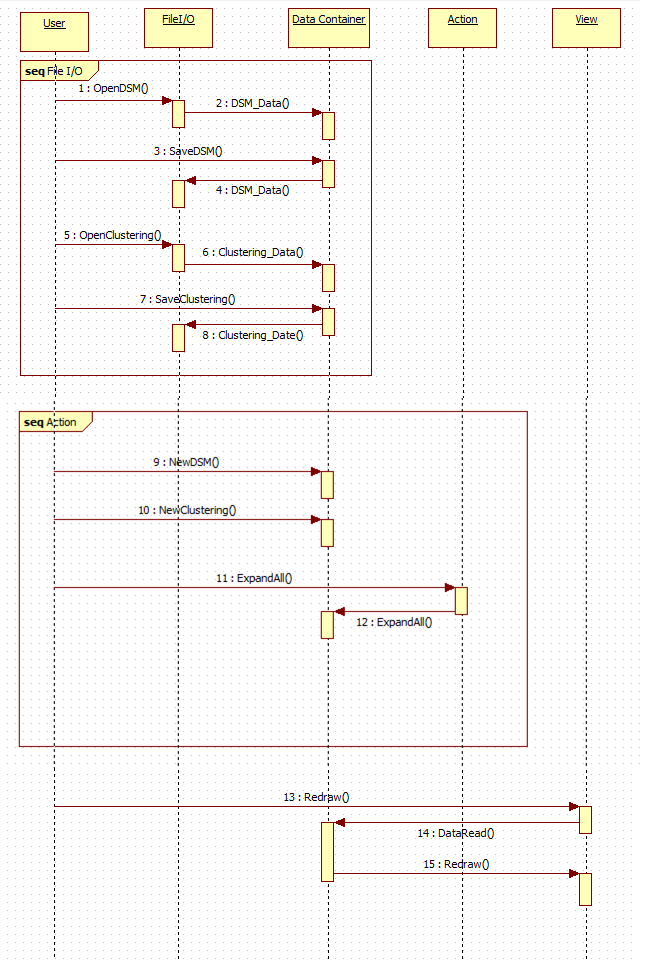 User
FileI/O
Data Container
Action
View
seq File I/O
1 : OpenDSM()
2 : DSM_Data()
3 : SaveDSM()
4 : DSM_Data()
5 : OpenClustering()
6 : Clustering_Data()
7 : SaveClustering()
8 : Clustering_Date()
seq Action
9 : NewDSM()
10 : NewClustering()
11 : ExpandAll()
12 : ExpandAll()
13 : Redraw()
14 : DataRead()
15 : Redraw()